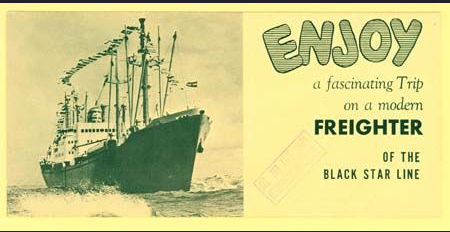 ENJOY
a fascinating Trip
on a modern
FREIGHTER
OF THE
BLACK STAR LINE